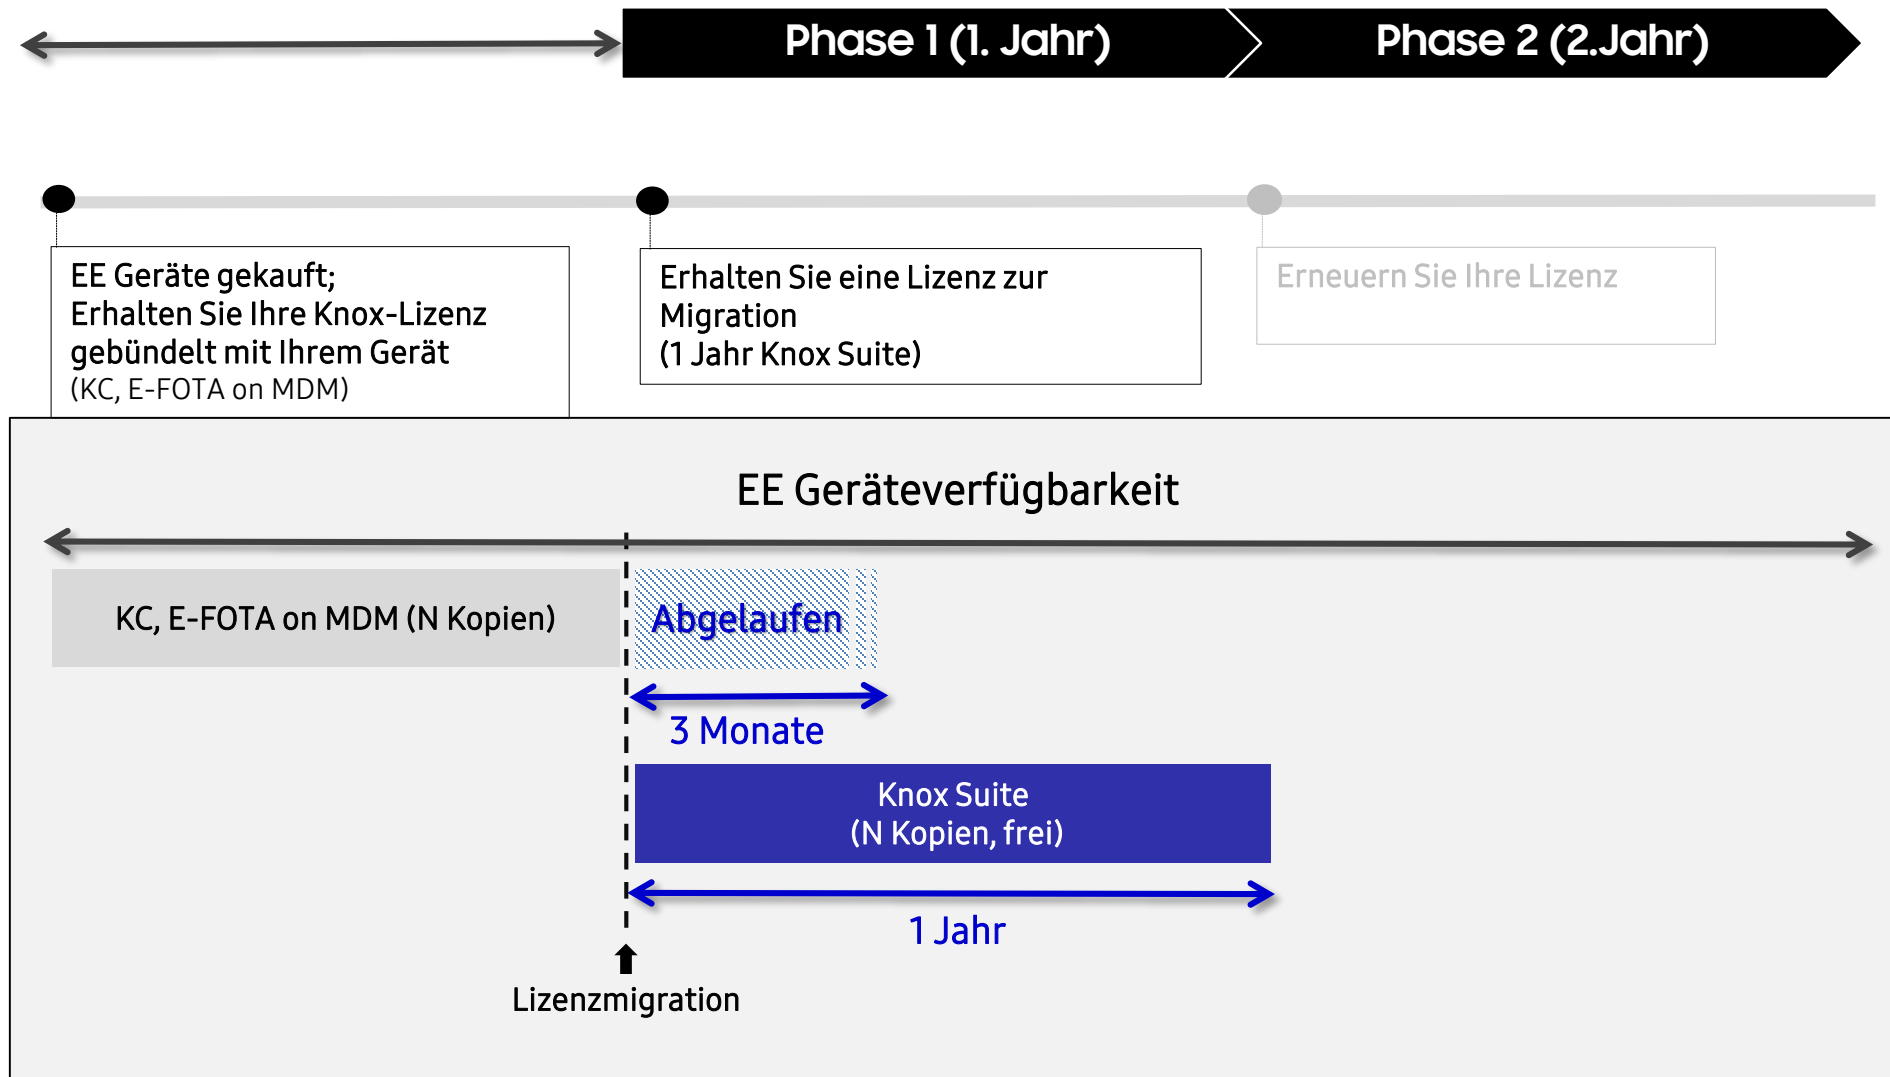 Phase 1 (1. Jahr)
Phase 2 (2.Jahr)
EE Geräte gekauft;
Erhalten Sie Ihre Knox-Lizenz
gebündelt mit Ihrem Gerät
(KC, E-FOTA on MDM)
Erhalten Sie eine Lizenz zur
Migration
(1 Jahr Knox Suite)
Erneuern Sie Ihre Lizenz
EE Geräteverfügbarkeit
KC, E-FOTA on MDM (N Kopien)
Abgelaufen
3 Monate
Knox Suite
(N Kopien, frei)
1 Jahr
Lizenzmigration